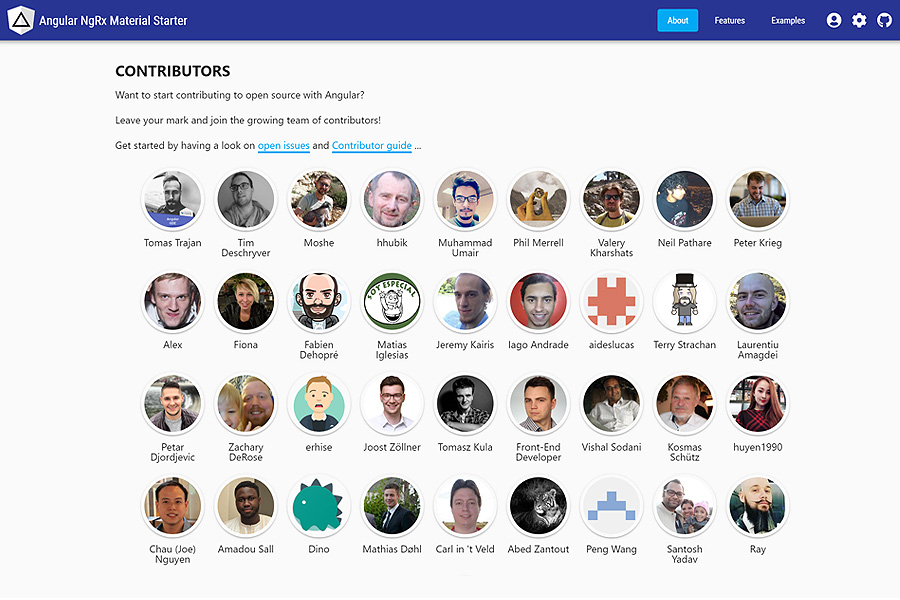 Angular NgRx Material Starter
About Features Examples
CONTRIBUTORS
Want to start contributing to open source with Angular?
Leave your mark and join the growing team of contributors!
Get started by having a look on open issues and Contributor guide ...
Tomas Trajan Tim Deschryver Moshe hhubik Muhammad Umair Phil Merrell Valery Kharshats Neil Pathare Peter Krieg
SOY ESPECIAL
Alex Fiona Fabien Dehopré Matias Iglesias Jeremy Kairis Iago Andrade aideslucas Terry Strachan Laurentiu Amagdei
Petar Djordjevic Zachary DeRose erhise Joost Zöllner Tomasz Kula Front-End Developer Vishal Sodani Kosmas Schütz huyen1990
Chau (Joe) Nguyen Amadou Sall Dino Mathias Døhl Carl in 't Veld Abed Zantout Peng Wang Santosh Yadav Ray